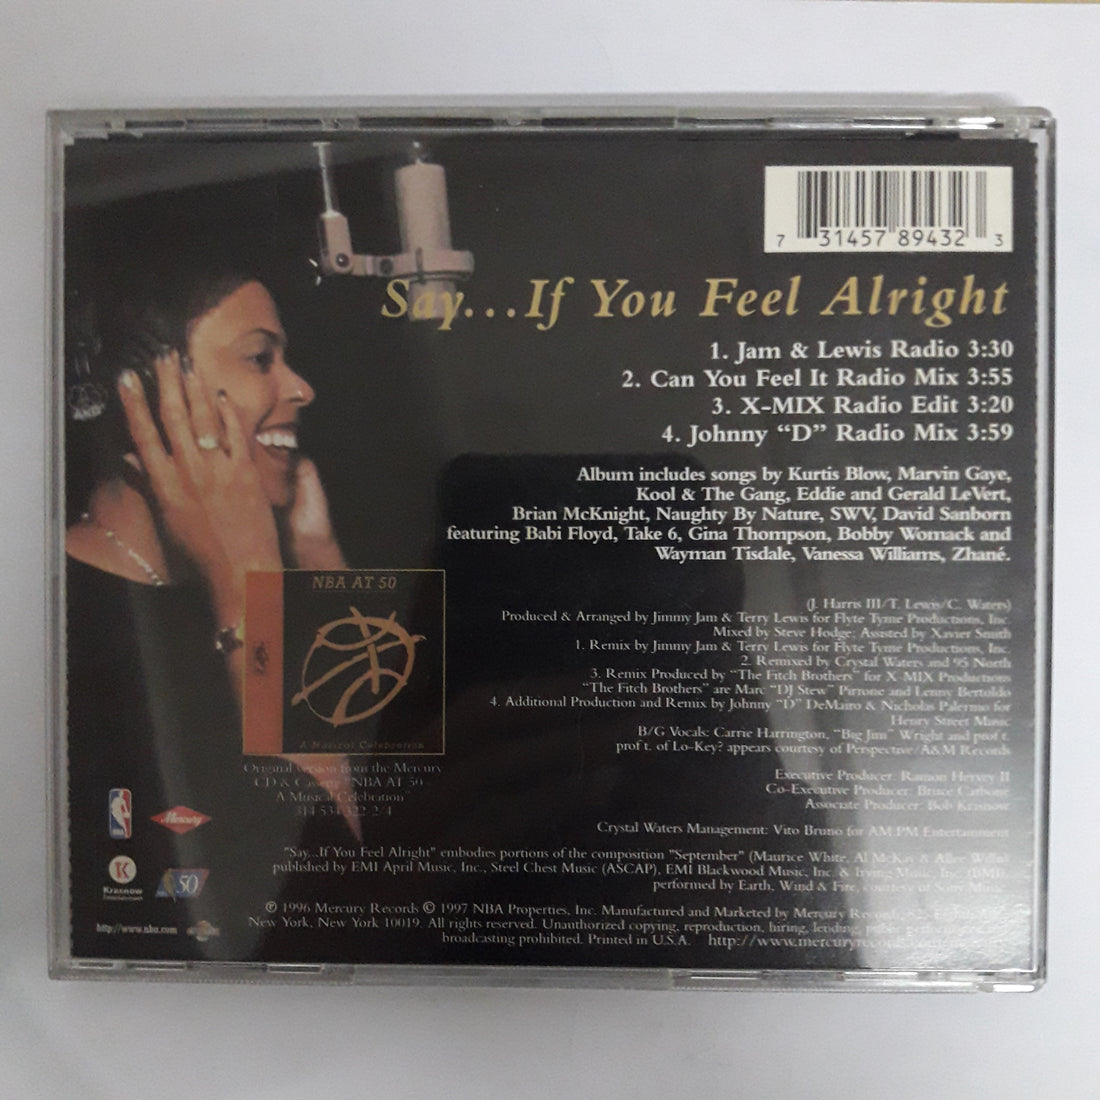 7 31457 89432 3
Say...If You Feel Alright
1. Jam & Lewis Radio 3:30
2. Can You Feel It Radio Mix 3:55
3. X-MIX Radio Edit 3:20
4. Johnny “D” Radio Mix 3:59
Album includes songs by Kurtis Blow, Marvin Gaye,
Kool & The Gang, Eddie and Gerald LeVert,
Brian McKnight, Naughty By Nature, SWV, David Sanborn
featuring Babi Floyd, Take 6, Gina Thompson, Bobby Womack and
Wayman Tisdale, Vanessa Williams, Zhané.
(J. Harris III/T. Lewis/C. Waters)
Produced & Arranged by Jimmy Jam & Terry Lewis for Flyte Tyme Productions, Inc.
Mixed by Steve Hodge; Assisted by Xavier Smith
1. Remix by Jimmy Jam & Terry Lewis for Flyte Tyme Productions, Inc.
2. Remixed by Crystal Waters and 95 North
3. Remix Produced by “The Fitch Brothers” for X-MIX Productions
“The Fitch Brothers” are Marc “DJ Stew” Pirrone and Lenny Bertoldo
4. Additional Production and Remix by Johnny “D” DeMairo & Nicholas Palermo for
Henry Street Music
B/G Vocals: Carrie Harrington, “Big Jim” Wright and prof t.
prof t. of Lo-Key? appears courtesy of Perspective/A&M Records
Executive Producer: Ramon Hervey II
Co-Executive Producer: Bruce Carbone
Associate Producer: Bob Krasnow
Crystal Waters Management: Vito Bruno for AM:PM Entertainment
NBA AT 50
A Musical Celebration
Original version from the Mercury
CD & Cassette "NBA AT 50
A Musical Celebration"
314 534 322-2/4
NBA
Mercury
"Say...If You Feel Alright" embodies portions of the composition "September" (Maurice White, Al McKay & Allee Willis)
published by EMI April Music, Inc., Steel Chest Music (ASCAP), EMI Blackwood Music, Inc. & Irving Music, Inc. (BMI),
performed by Earth, Wind & Fire, courtesy of Sony Music.
K
Krasnow
Entertainment
50
℗ 1996 Mercury Records © 1997 NBA Properties, Inc. Manufactured and Marketed by Mercury Records, 825
New York, New York 10019. All rights reserved. Unauthorized copying, reproduction, hiring, lending, public performance
broadcasting prohibited. Printed in U.S.A. http://www.mercuryrecords.com
http://www.nba.com